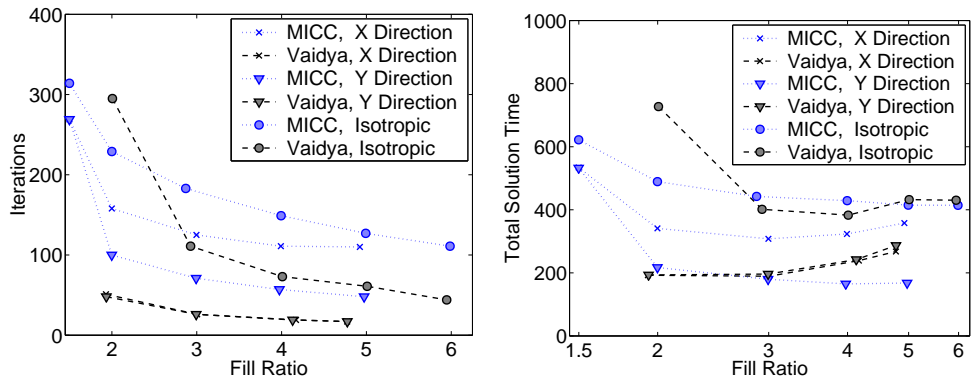 400
300
200
100
0
Iterations
2
3
4
5
6
Fill Ratio
MICC, X Direction
Vaidya, X Direction
MICC, Y Direction
Vaidya, Y Direction
MICC, Isotropic
Vaidya, Isotropic
1000
800
600
400
200
0
Total Solution Time
1.5
2
3
4
5
6
Fill Ratio
MICC, X Direction
Vaidya, X Direction
MICC, Y Direction
Vaidya, Y Direction
MICC, Isotropic
Vaidya, Isotropic